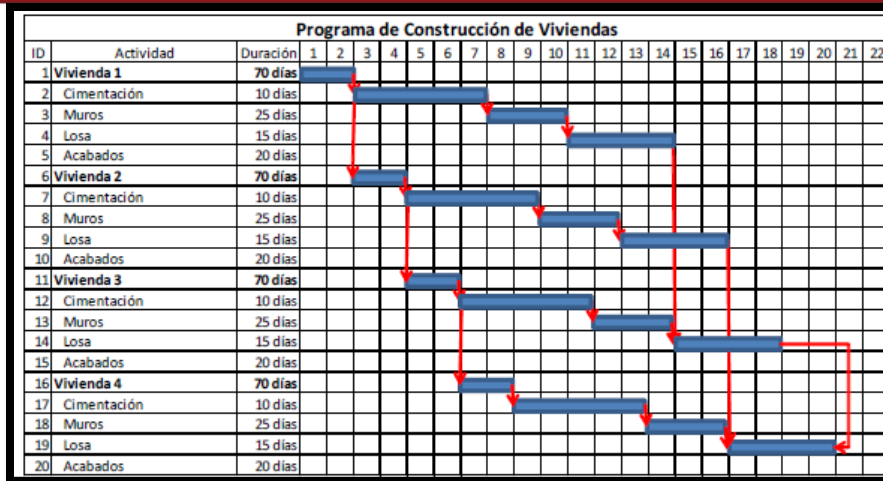 Programa de Construcción de Viviendas
ID Actividad Duración 1 2 3 4 5 6 7 8 9 10 11 12 13 14 15 16 17 18 19 20 21 22
1 Vivienda 1 70 días
2 Cimentación 10 días
3 Muros 25 días
4 Losa 15 días
5 Acabados 20 días
6 Vivienda 2 70 días
7 Cimentación 10 días
8 Muros 25 días
9 Losa 15 días
10 Acabados 20 días
11 Vivienda 3 70 días
12 Cimentación 10 días
13 Muros 25 días
14 Losa 15 días
15 Acabados 20 días
16 Vivienda 4 70 días
17 Cimentación 10 días
18 Muros 25 días
19 Losa 15 días
20 Acabados 20 días